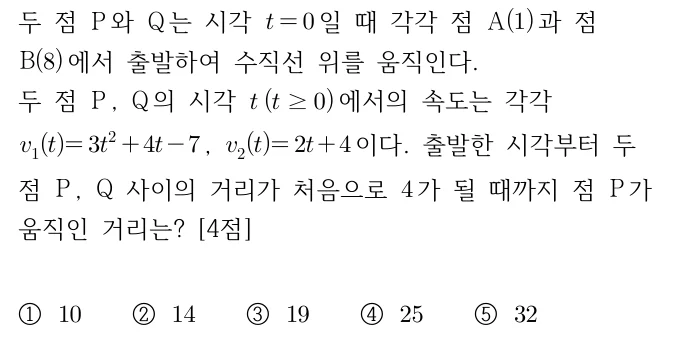 두 점 P와 Q는 시각 t=0일 때 각각 점 A(1)과 점
B(8)에서 출발하여 수직선 위를 움직인다.
두 점 P, Q의 시각 t(t≥0)에서의 속도는 각각
v₁(t)=3t²+4t−7, v₂(t)=2t+4이다. 출발한 시각부터 두
점 P, Q 사이의 거리가 처음으로 4가 될 때까지 점 P가
움직인 거리는? [4점]
① 10 ② 14 ③ 19 ④ 25 ⑤ 32